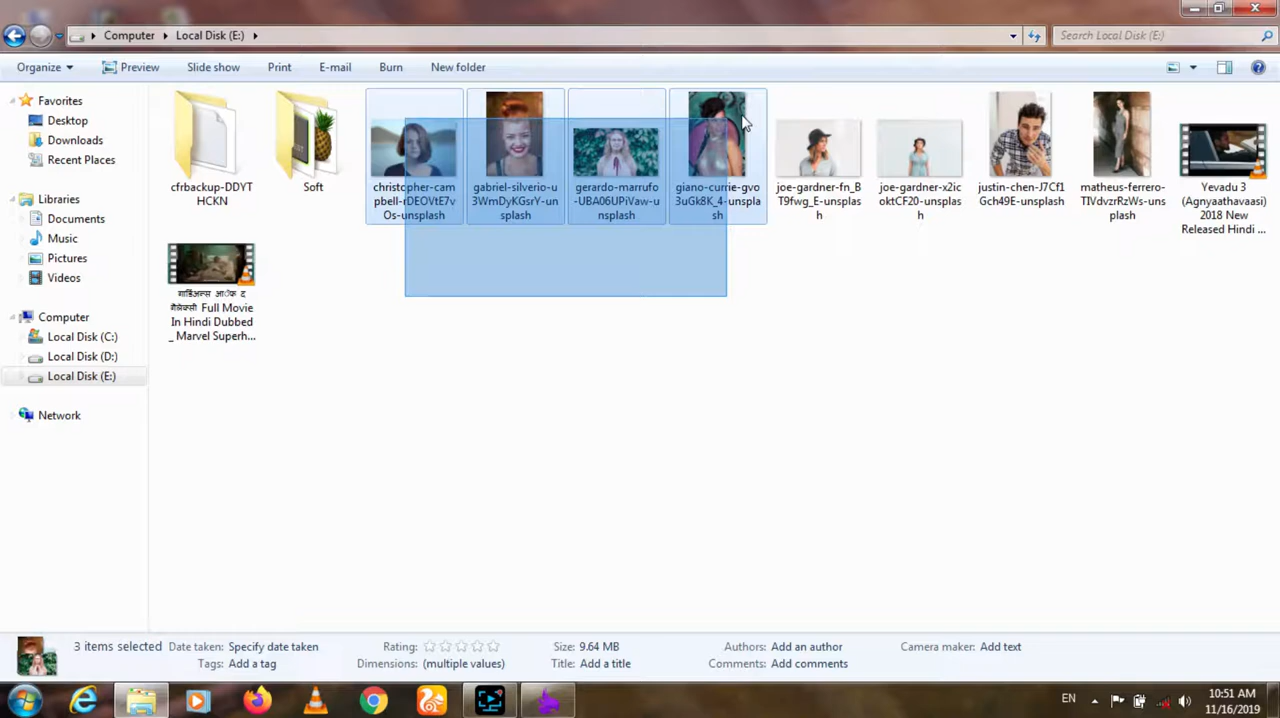 Computer
Local Disk (E:)
Search Local Disk (E:)
Organize
Preview
Slide show
Print
E-mail
Burn
New folder
Favorites
Desktop
Downloads
Recent Places
Libraries
Documents
Music
Pictures
Videos
Computer
Local Disk (C:)
Local Disk (D:)
Local Disk (E:)
Network
cfrbackup-DDYT
HCKN
Soft
christopher-cam
pbell-rDEOVtE7v
Os-unsplash
gabriel-silverio-u
3WmDyKGsrY-un
splash
gerardo-marrufo
-UBA06UPiVaw-u
nsplash
giano-currie-gvo
3uGk8K_4-unspla
sh
joe-gardner-fn_B
T9fwg_E-unsplas
h
joe-gardner-x2ic
oktCF20-unsplas
h
justin-chen-J7Cf1
Gch49E-unsplash
matheus-ferrero-
TIVdvzrRzWs-uns
plash
Yevadu 3
(Agnyaathavaasi)
2018 New
Released Hindi ...
गार्डिअन्स आॅफ द
गैलेक्सी Full Movie
In Hindi Dubbed
_ Marvel Superh...
3 items selected
Date taken: Specify date taken
Tags: Add a tag
Rating:
Dimensions: (multiple values)
Size: 9.64 MB
Title: Add a title
Authors: Add an author
Comments: Add comments
Camera maker: Add text
EN
10:51 AM
11/16/2019